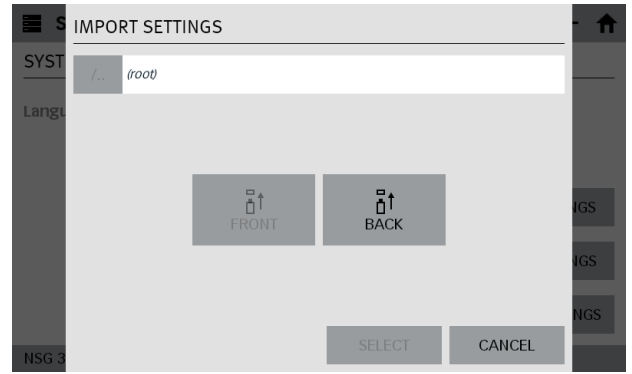 IMPORT SETTINGS
SYST
/..
(root)
Langu
FRONT
BACK
NGS
NGS
NGS
SELECT
CANCEL
NSG 3